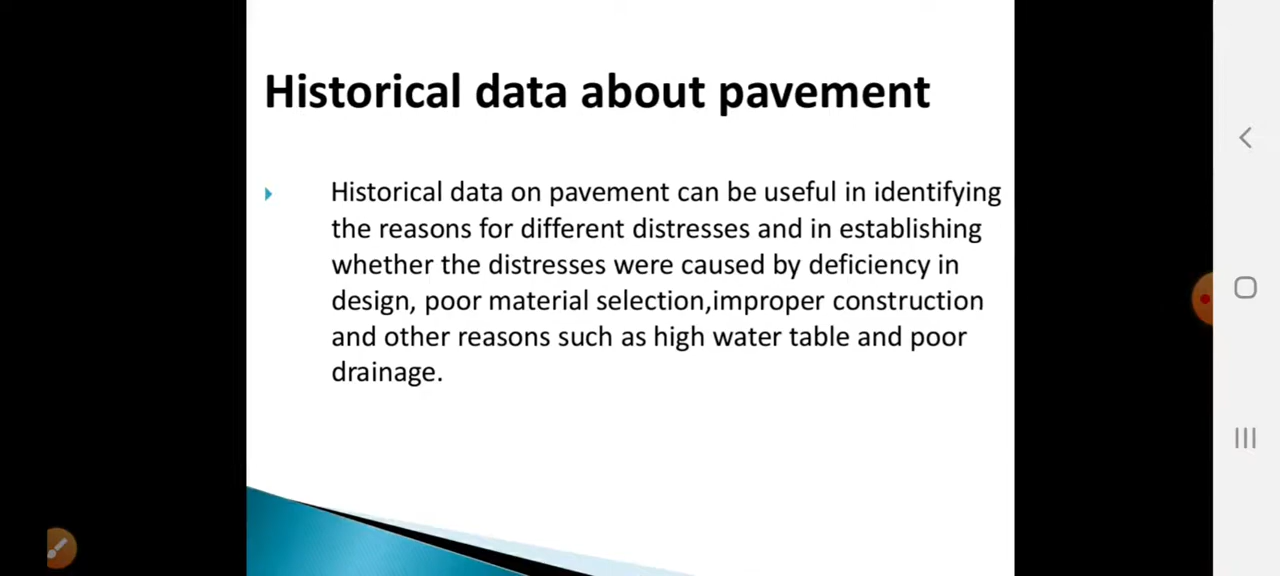 Historical data about pavement
Historical data on pavement can be useful in identifying
the reasons for different distresses and in establishing
whether the distresses were caused by deficiency in
design, poor material selection,improper construction
and other reasons such as high water table and poor
drainage.